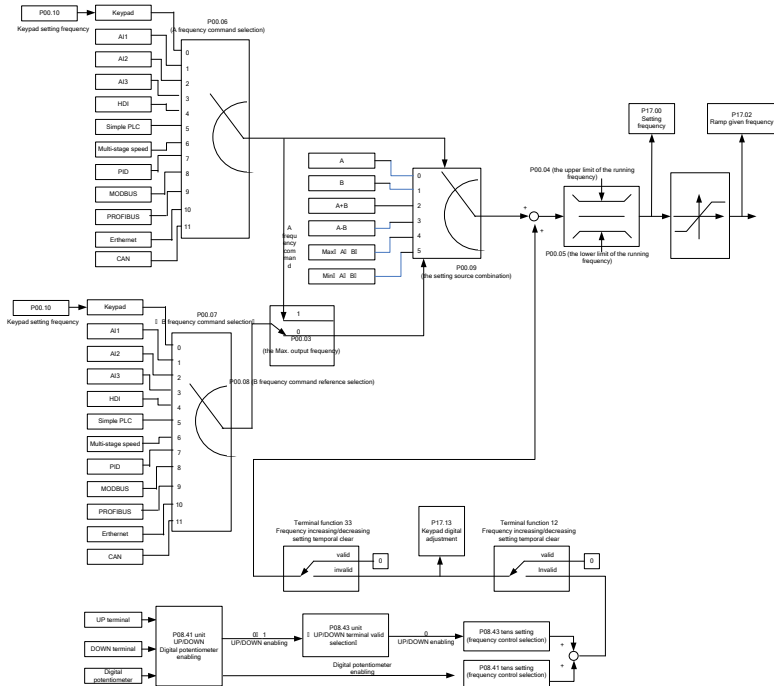 P00.10
Keypad setting frequency
Keypad
AI1
AI2
AI3
HDI
Simple PLC
Multi-stage speed
PID
MODBUS
PROFIBUS
Erthernet
CAN
P00.06
(A frequency command selection)
0
1
2
3
4
5
6
7
8
9
10
11
A
frequ
ency
com
man
d
A
B
A+B
A-B
Max A B
Min A B
0
1
2
3
4
5
P00.09
(the setting source combination)
+
+
P00.04 (the upper limit of the running
frequency)
P00.05 (the lower limit of the running
frequency)
P17.00
Setting
frequency
P17.02
Ramp given frequency
P00.10
Keypad setting frequency
Keypad
AI1
AI2
AI3
HDI
Simple PLC
Multi-stage speed
PID
MODBUS
PROFIBUS
Erthernet
CAN
P00.07
B frequency command selection
0
1
2
3
4
5
6
7
8
9
10
11
1
0
P00.03
(the Max. output frequency)
P00.08 (B frequency command reference selection)
Terminal function 33
Frequency increasing/decreasing
setting temporal clear
valid
invalid
0
P17.13
Keypad digital
adjustment
Terminal function 12
Frequency increasing/decreasing
setting temporal clear
valid
Invalid
0
UP terminal
DOWN terminal
Digital
potentiometer
P08.41 unit
UP/DOWN
Digital potentiometer
enabling
0 1
UP/DOWN enabling
P08.43 unit
UP/DOWN terminal valid
selection
0
UP/DOWN enabling
P08.43 tens setting
(frequency control selection)
Digital potentiometer
enabling
P08.41 tens setting
(frequency control selection)
+
+